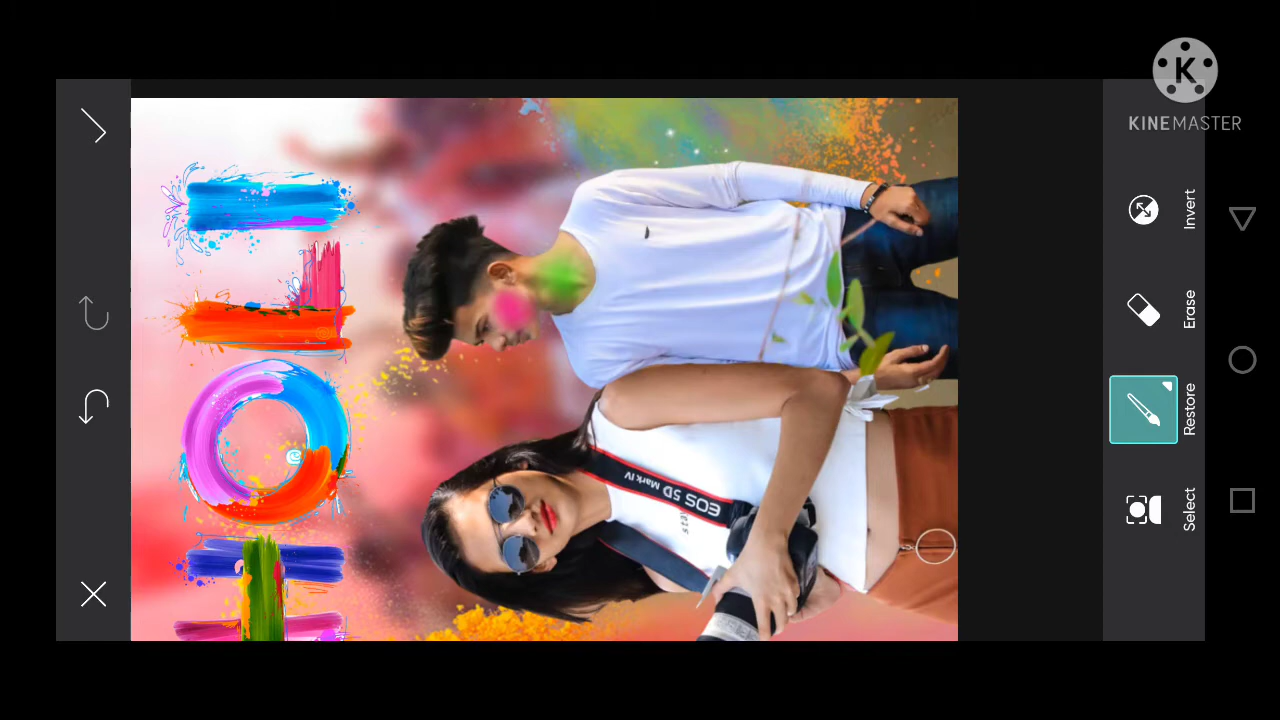 K
KINEMASTER
HOLI
EOS 5D Mark IV
Select
Restore
Erase
Invert